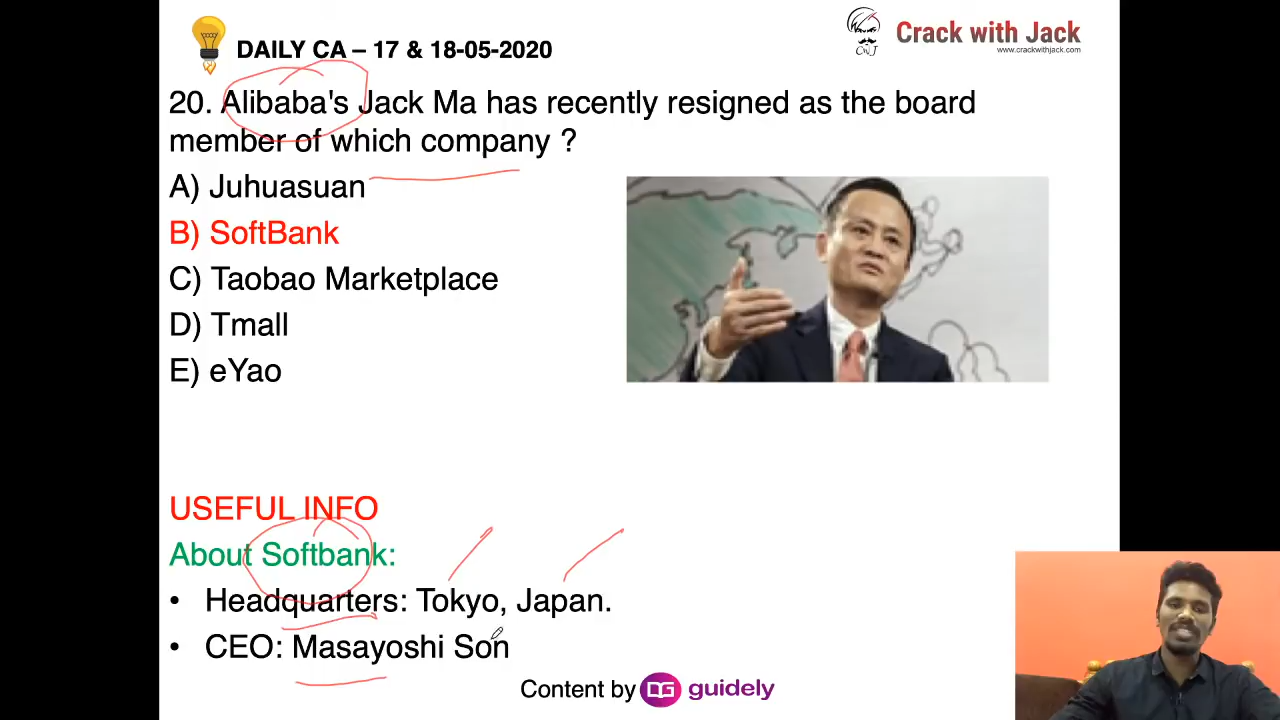 DAILY CA – 17 & 18-05-2020
Crack with Jack
www.crackwithjack.com
CwJ
20. Alibaba's Jack Ma has recently resigned as the board
member of which company ?
A) Juhuasuan
B) SoftBank
C) Taobao Marketplace
D) Tmall
E) eYao
USEFUL INFO
About Softbank:
• Headquarters: Tokyo, Japan.
• CEO: Masayoshi Son
Content by DG guidely